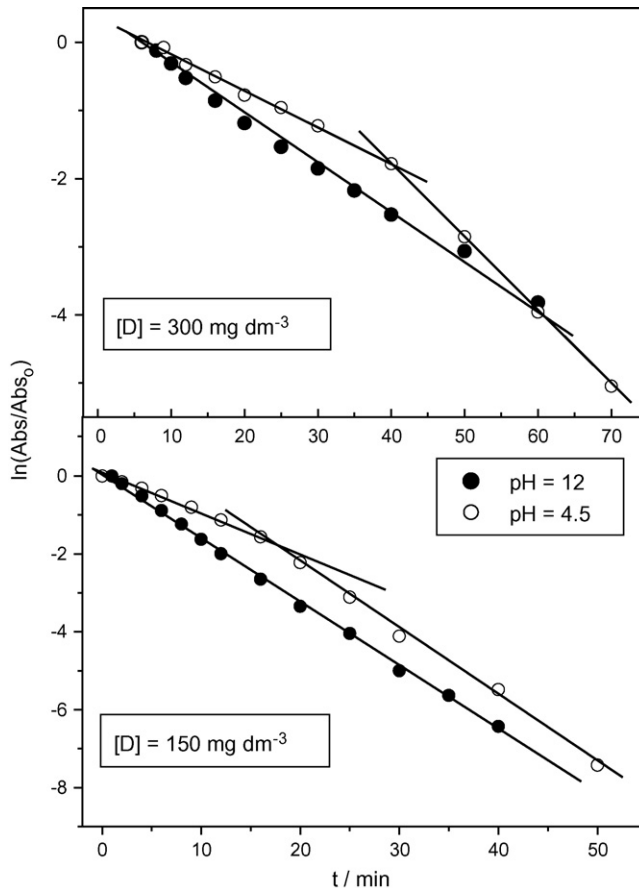 0
-2
-4
[D] = 300 mg dm⁻³
0 10 20 30 40 50 60 70
ln(Abs/Abs₀)
0
-2
-4
-6
-8
pH = 12
pH = 4.5
[D] = 150 mg dm⁻³
0 10 20 30 40 50
t / min